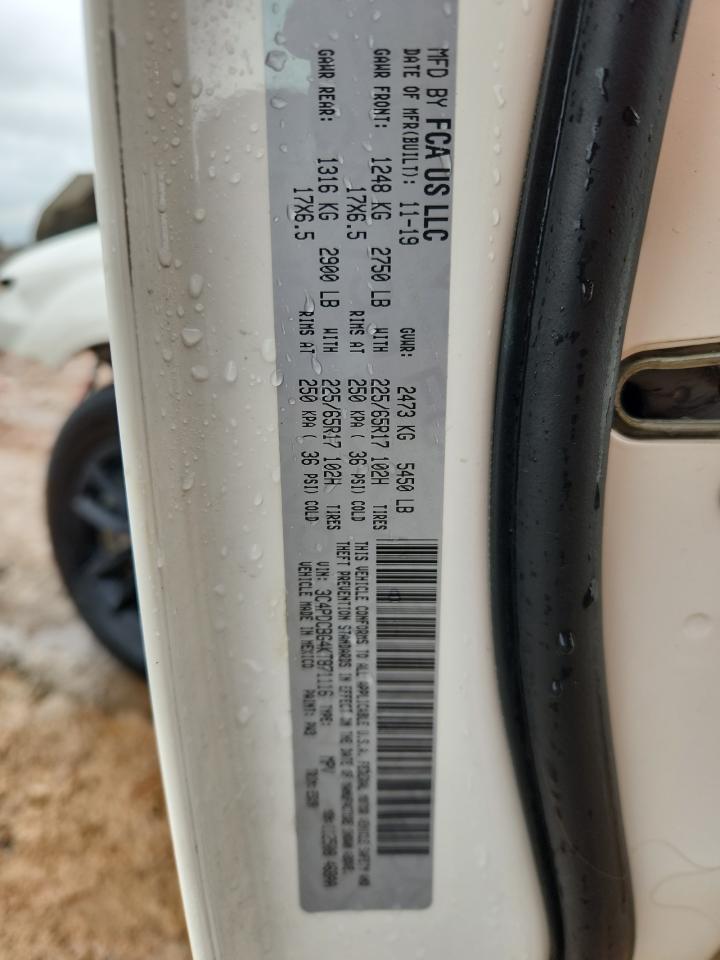 MFD BY FCA US LLC
DATE OF MFR(BUILT): 11-19 GVWR: 2473 KG 5450 LB
GAWR FRONT: 1248 KG 2750 LB WITH 225/65R17 102H TIRES
17X6.5 RIMS AT 250 KPA ( 36 PSI) COLD
GAWR REAR: 1316 KG 2900 LB WITH 225/65R17 102H TIRES
17X6.5 RIMS AT 250 KPA ( 36 PSI) COLD
THIS VEHICLE CONFORMS TO ALL APPLICABLE U.S.A. FEDERAL MOTOR VEHICLE SAFETY AND
THEFT PREVENTION STANDARDS IN EFFECT ON THE DATE OF MANUFACTURE SHOWN ABOVE.
VIN: 3C4PDCBG4KT871116 TYPE: MPV
VEHICLE MADE IN MEXICO PAINT: PW3